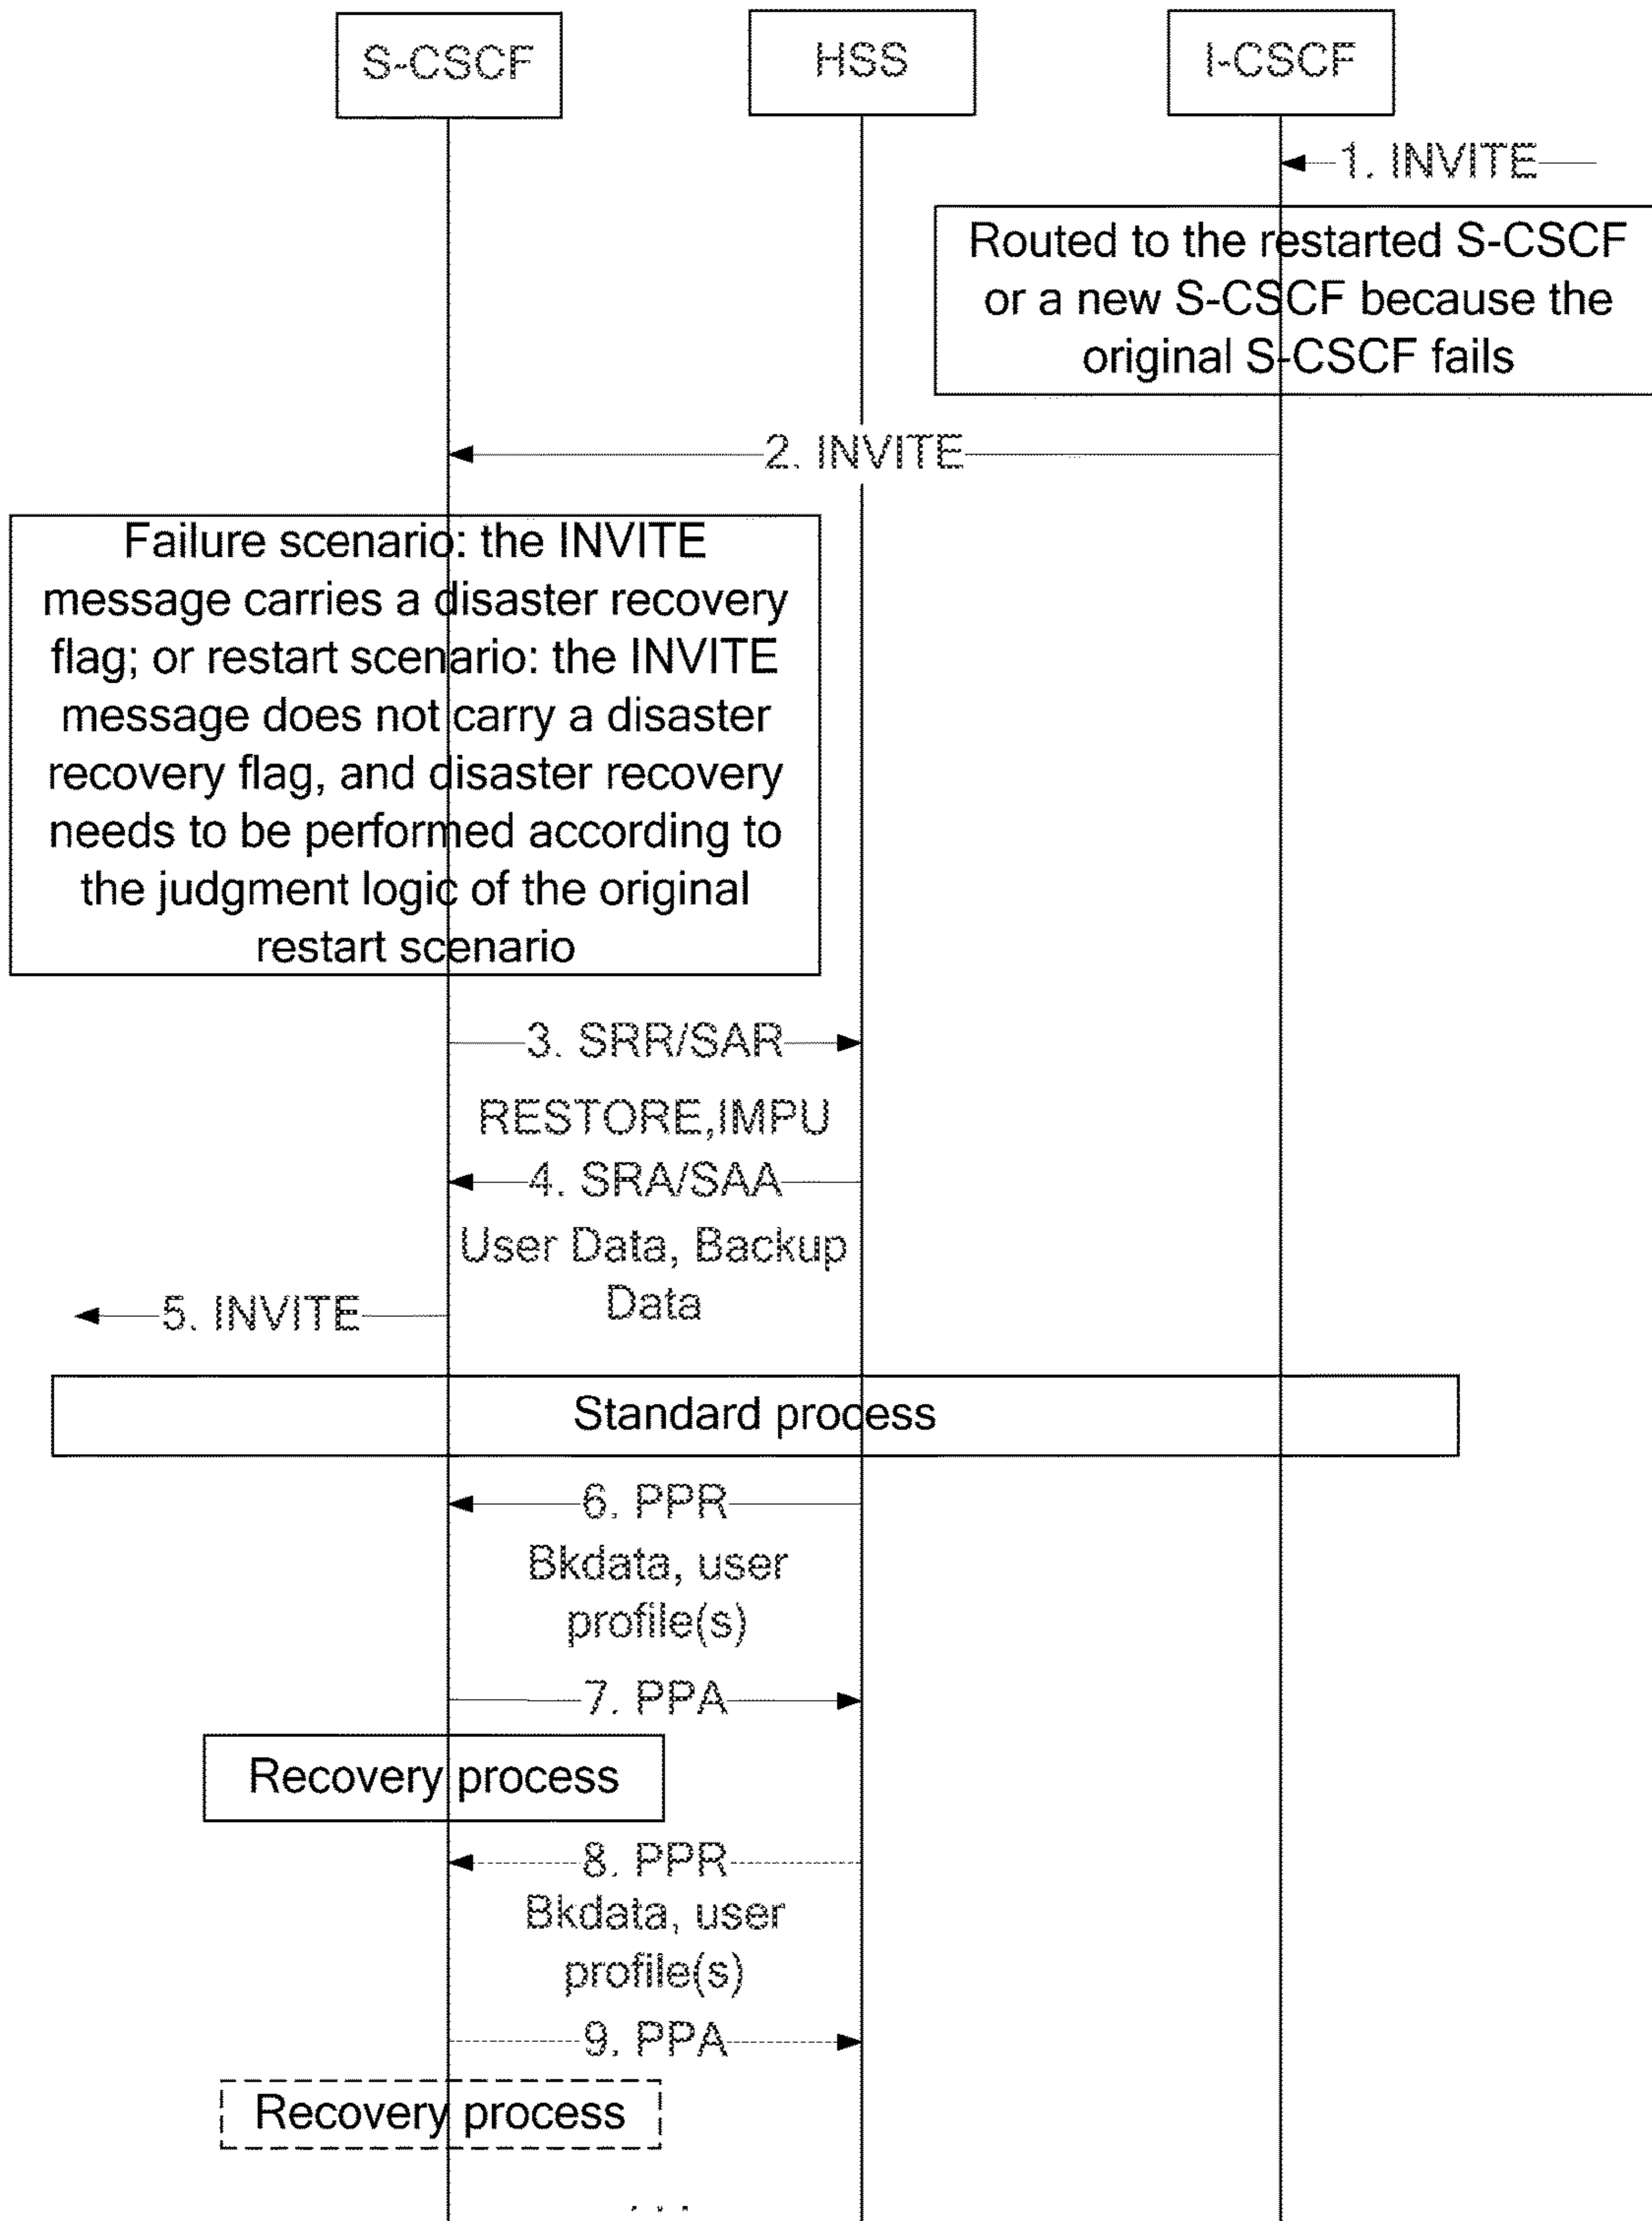 S-CSCF
HSS
I-CSCF
1. INVITE
Routed to the restarted S-CSCF
or a new S-CSCF because the
original S-CSCF fails
2. INVITE
Failure scenario: the INVITE
message carries a disaster recovery
flag; or restart scenario: the INVITE
message does not carry a disaster
recovery flag, and disaster recovery
needs to be performed according to
the judgment logic of the original
restart scenario
3. SRR/SAR
RESTORE,IMPU
4. SRA/SAA
User Data, Backup
Data
5. INVITE
Standard process
6. PPR
Bkdata, user
profile(s)
7. PPA
Recovery process
8. PPR
Bkdata, user
profile(s)
9. PPA
Recovery process
. . .